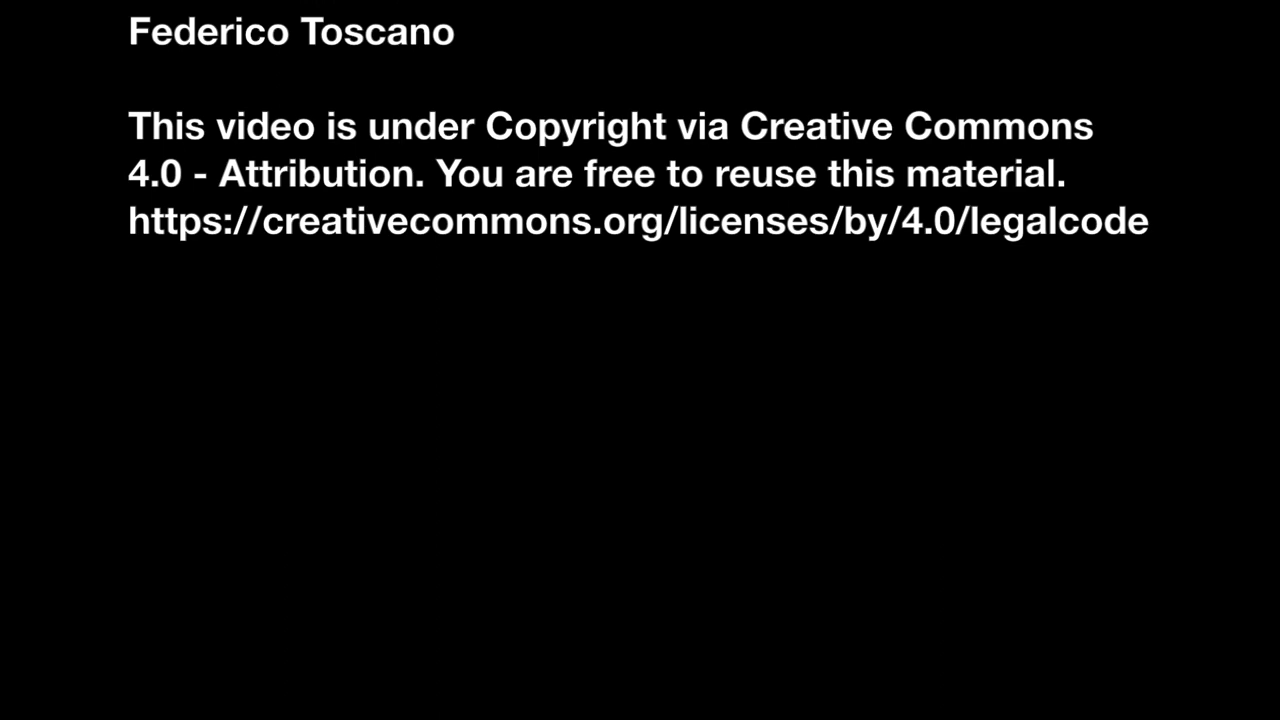 Federico Toscano
This video is under Copyright via Creative Commons
4.0 - Attribution. You are free to reuse this material.
https://creativecommons.org/licenses/by/4.0/legalcode